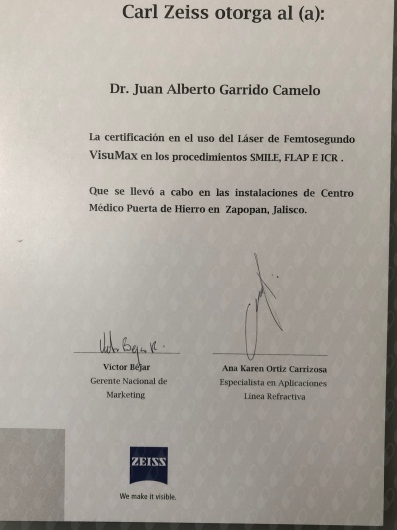 Carl Zeiss otorga al (a):
Dr. Juan Alberto Garrido Camelo
La certificación en el uso del Láser de Femtosegundo
VisuMax en los procedimientos SMILE, FLAP E ICR .
Que se llevó a cabo en las instalaciones de Centro
Médico Puerta de Hierro en Zapopan, Jalisco.
Victor Bejar R.
Víctor Béjar
Gerente Nacional de
Marketing
Ana Karen Ortiz Carrizosa
Especialista en Aplicaciones
Línea Refractiva
ZEISS
We make it visible.